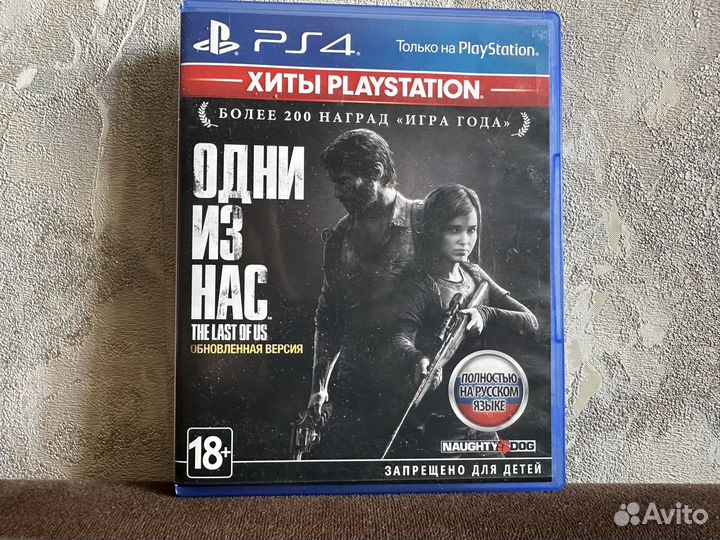 PS4 Только на PlayStation®
ХИТЫ PLAYSTATION®
БОЛЕЕ 200 НАГРАД «ИГРА ГОДА»
ОДНИ
ИЗ
НАС™
THE LAST OF US
ОБНОВЛЕННАЯ ВЕРСИЯ
ПОЛНОСТЬЮ
НА РУССКОМ
ЯЗЫКЕ
NAUGHTY DOG
18+
ЗАПРЕЩЕНО ДЛЯ ДЕТЕЙ
Avito